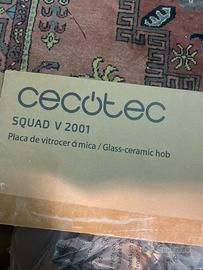 cecotec
SQUAD V 2001
Placa de vitrocerámica / Glass-ceramic hob